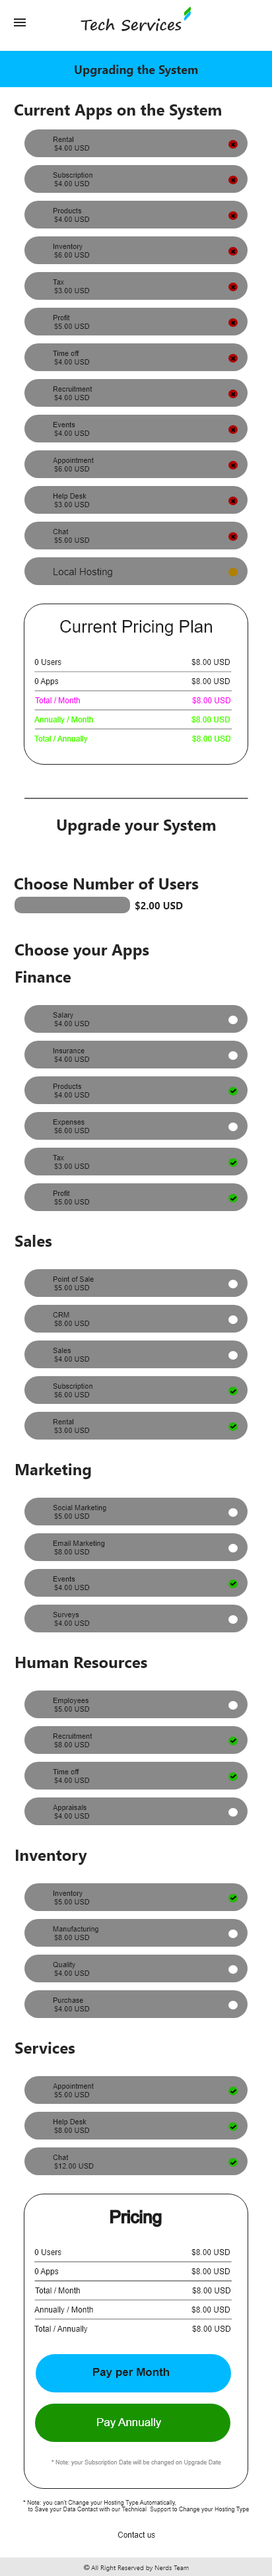 Tech Services
Upgrading the System
Current Apps on the System
Rental
$4.00 USD
Subscription
$4.00 USD
Products
$4.00 USD
Inventory
$6.00 USD
Tax
$3.00 USD
Profit
$5.00 USD
Time off
$4.00 USD
Recruitment
$4.00 USD
Events
$4.00 USD
Appointment
$6.00 USD
Help Desk
$3.00 USD
Chat
$5.00 USD
Local Hosting
Current Pricing Plan
0 Users $8.00 USD
0 Apps $8.00 USD
Total / Month $8.00 USD
Annually / Month $8.00 USD
Total / Annually $8.00 USD
Upgrade your System
Choose Number of Users
$2.00 USD
Choose your Apps
Finance
Salary
$4.00 USD
Insurance
$4.00 USD
Products
$4.00 USD
Expenses
$6.00 USD
Tax
$3.00 USD
Profit
$5.00 USD
Sales
Point of Sale
$5.00 USD
CRM
$8.00 USD
Sales
$4.00 USD
Subscription
$6.00 USD
Rental
$3.00 USD
Marketing
Social Marketing
$5.00 USD
Email Marketing
$8.00 USD
Events
$4.00 USD
Surveys
$4.00 USD
Human Resources
Employees
$5.00 USD
Recruitment
$8.00 USD
Time off
$4.00 USD
Appraisals
$4.00 USD
Inventory
Inventory
$5.00 USD
Manufacturing
$8.00 USD
Quality
$4.00 USD
Purchase
$4.00 USD
Services
Appointment
$5.00 USD
Help Desk
$8.00 USD
Chat
$12.00 USD
Pricing
0 Users $8.00 USD
0 Apps $8.00 USD
Total / Month $8.00 USD
Annually / Month $8.00 USD
Total / Annually $8.00 USD
Pay per Month
Pay Annually
* Note: your Subscription Date will be changed on Upgrade Date
* Note: you can't Change your Hosting Type Automatically,
to Save your Data Contact with our Technical Support to Change your Hosting Type
Contact us
© All Right Reserved by Nerds Team